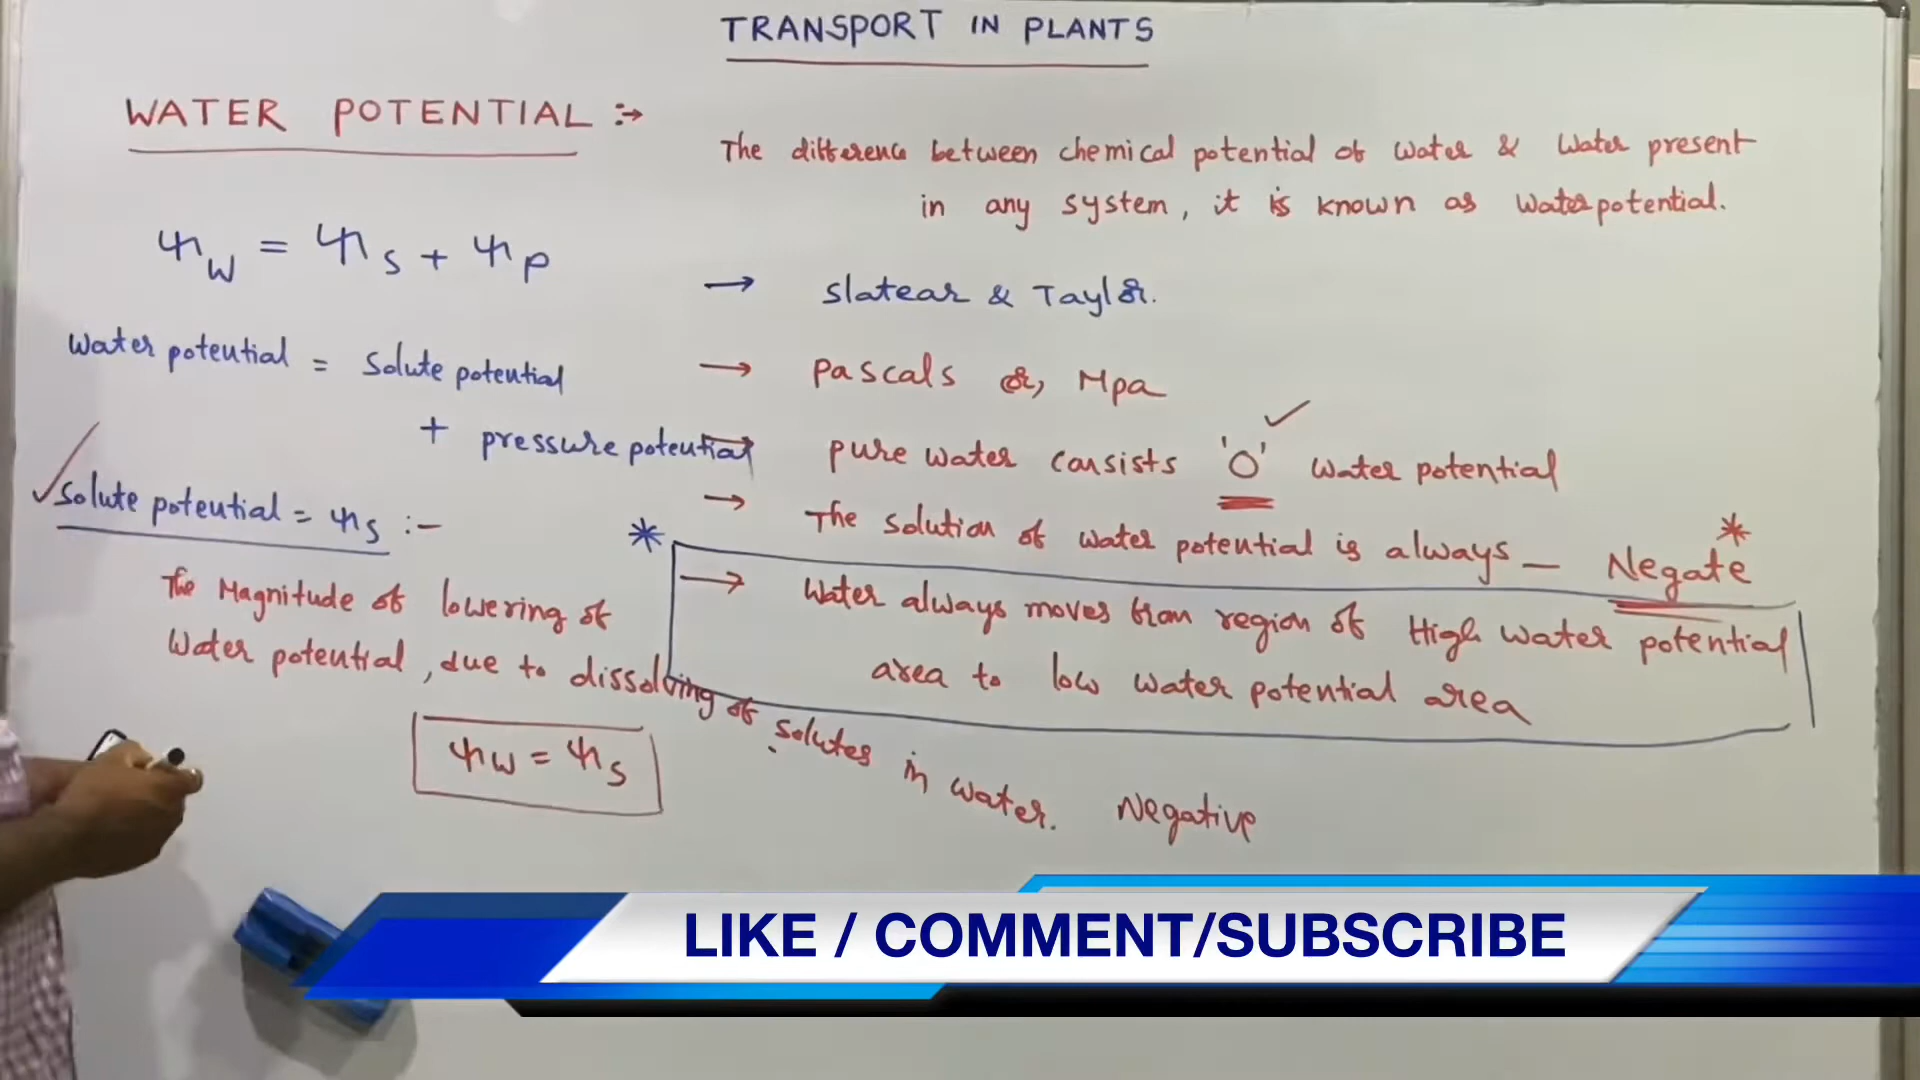 TRANSPORT IN PLANTS
WATER POTENTIAL :→
The difference between chemical potential of water & water present
in any system, it is known as waterpotential.
Ψw = Ψs + Ψp
→ Slatear & Taylor.
water potential = solute potential
+ pressure potential
→ pascals or, Mpa
→ pure water consists 'O' water potential
→ The solution of water potential is always — Negate *
* → water always moves from region of High water potential
area to low water potential area
solute potential = Ψs :-
The Magnitude of lowering of
water potential, due to dissolving of solutes in water. Negative
Ψw = Ψs
LIKE / COMMENT/SUBSCRIBE